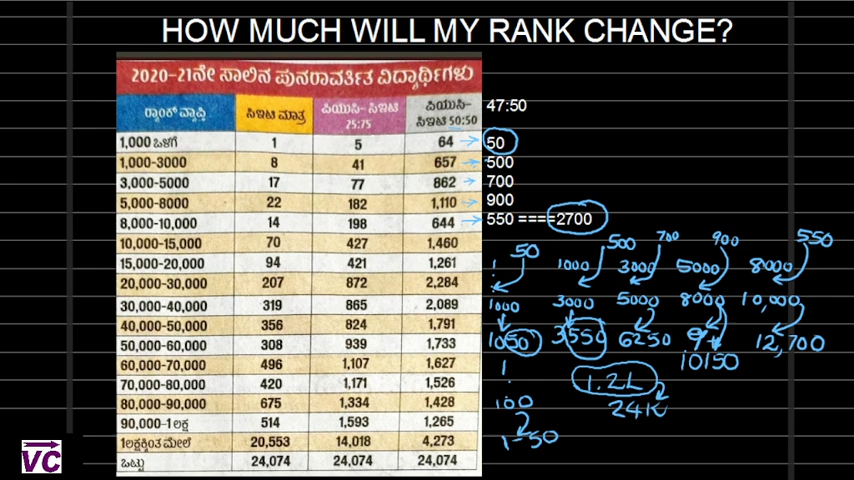 HOW MUCH WILL MY RANK CHANGE?
2020-21ನೇ ಸಾಲಿನ ಪುನರಾವರ್ತಿತ ವಿದ್ಯಾರ್ಥಿಗಳು
ರ‍್ಯಾಂಕ್ ವ್ಯಾಪ್ತಿ ಸಿಇಟಿ ಮಾತ್ರ ಪಿಯುಸಿ- ಸಿಇಟಿ 25:75 ಪಿಯುಸಿ- ಸಿಇಟಿ 50:50 47:50
1,000 ಒಳಗೆ 1 5 64 50
1,000-3000 8 41 657 500
3,000-5000 17 77 862 700
5,000-8000 22 182 1,110 900
8,000-10,000 14 198 644 550 ====2700
10,000-15,000 70 427 1,460
15,000-20,000 94 421 1,261
20,000-30,000 207 872 2,284
30,000-40,000 319 865 2,089
40,000-50,000 356 824 1,791
50,000-60,000 308 939 1,733
60,000-70,000 496 1,107 1,627
70,000-80,000 420 1,171 1,526
80,000-90,000 675 1,334 1,428
90,000-1 ಲಕ್ಷ 514 1,593 1,265
1ಲಕ್ಷಕ್ಕಿಂತ ಮೇಲೆ 20,553 14,018 4,273
ಒಟ್ಟು 24,074 24,074 24,074
50 500 700 900 550
1 1000 3000 5000 8000
1000 3000 5000 8000 10,000
1050 3550 6250 9+ 12,700
10150
1
1.2L
100 24K
1-50
VC